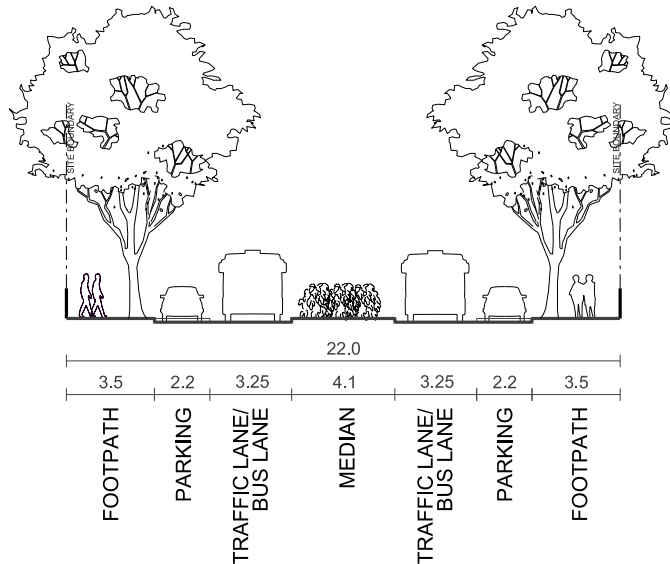 SITE BOUNDARY
SITE BOUNDARY
22.0
3.5
2.2
3.25
4.1
3.25
2.2
3.5
FOOTPATH
PARKING
TRAFFIC LANE/
BUS LANE
MEDIAN
TRAFFIC LANE/
BUS LANE
PARKING
FOOTPATH